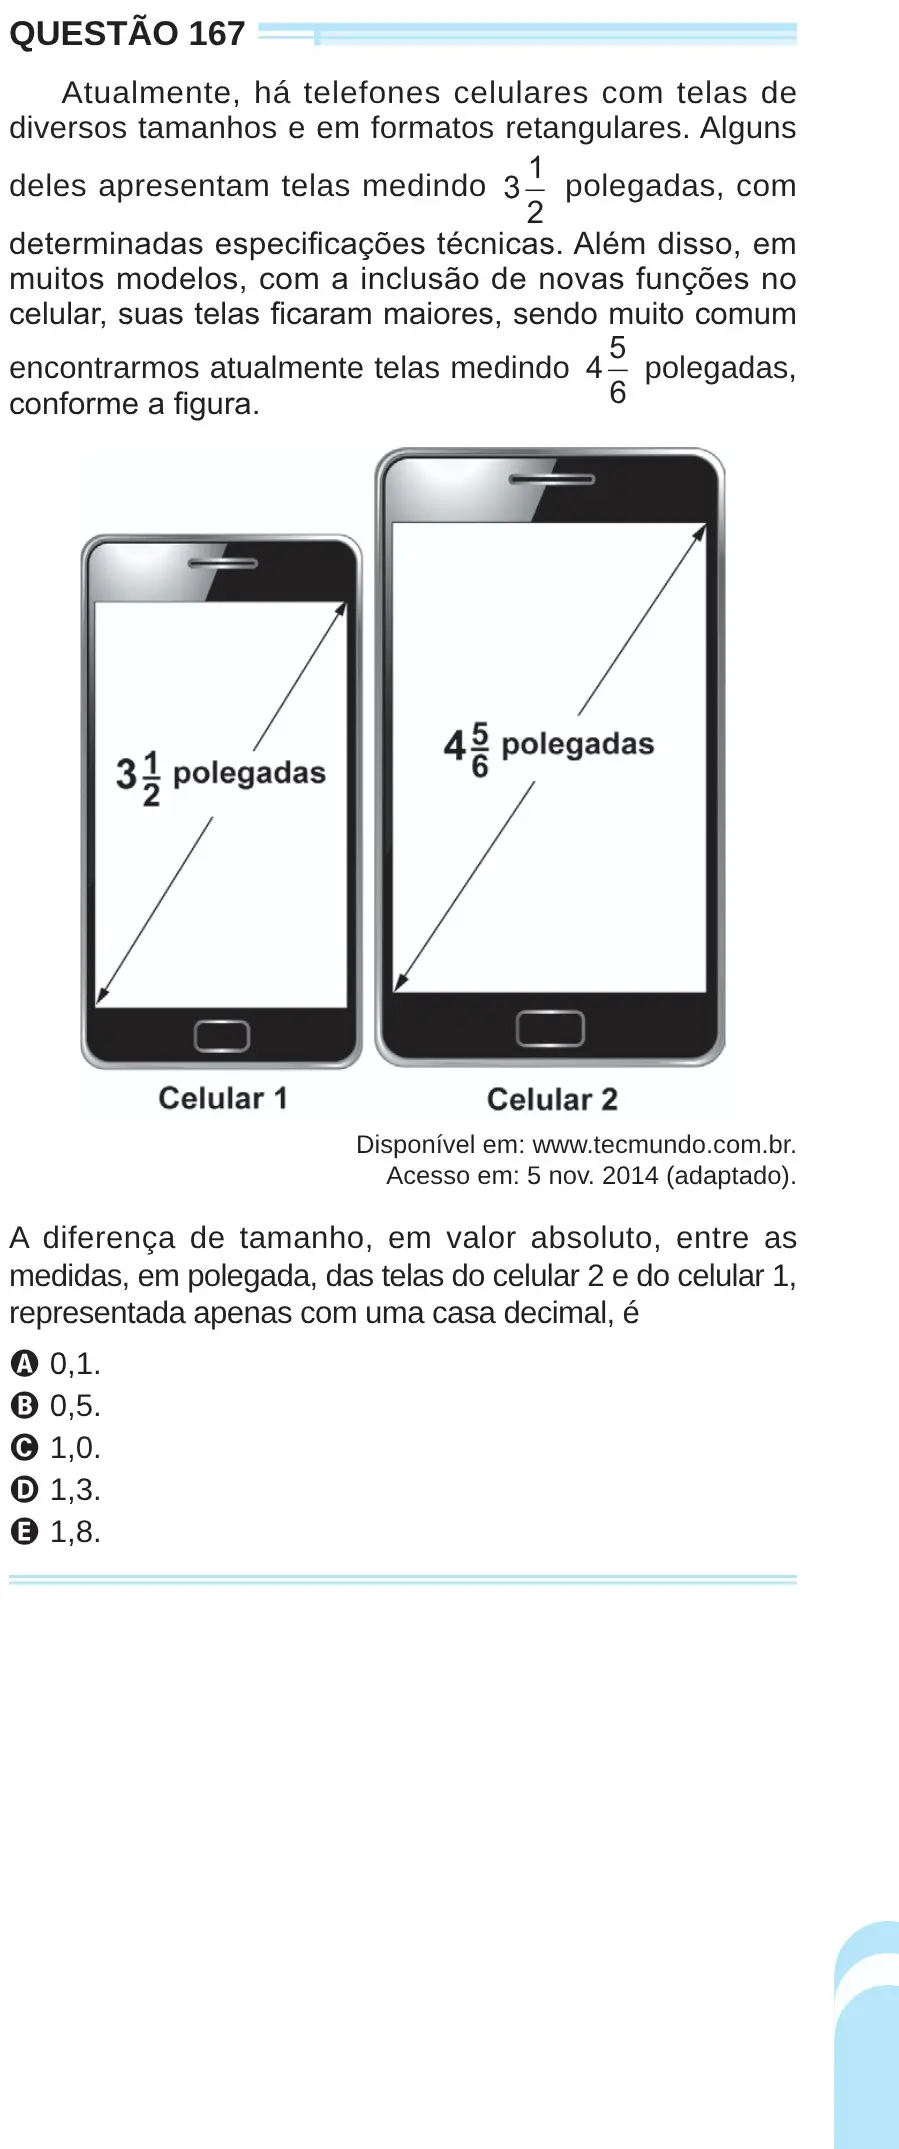 QUESTÃO 167
Atualmente, há telefones celulares com telas de
diversos tamanhos e em formatos retangulares. Alguns
deles apresentam telas medindo 3 1/2 polegadas, com
determinadas especificações técnicas. Além disso, em
muitos modelos, com a inclusão de novas funções no
celular, suas telas ficaram maiores, sendo muito comum
encontrarmos atualmente telas medindo 4 5/6 polegadas,
conforme a figura.
3 1/2 polegadas
4 5/6 polegadas
Celular 1
Celular 2
Disponível em: www.tecmundo.com.br.
Acesso em: 5 nov. 2014 (adaptado).
A diferença de tamanho, em valor absoluto, entre as
medidas, em polegada, das telas do celular 2 e do celular 1,
representada apenas com uma casa decimal, é
A 0,1.
B 0,5.
C 1,0.
D 1,3.
E 1,8.